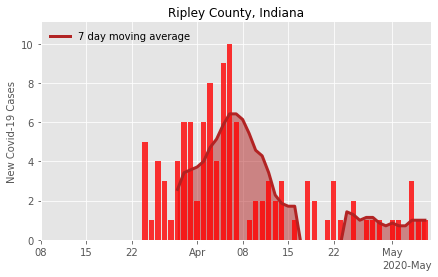 Ripley County, Indiana
7 day moving average
New Covid-19 Cases
10
8
6
4
2
0
08 15 22 Apr 08 15 22 May
2020-May